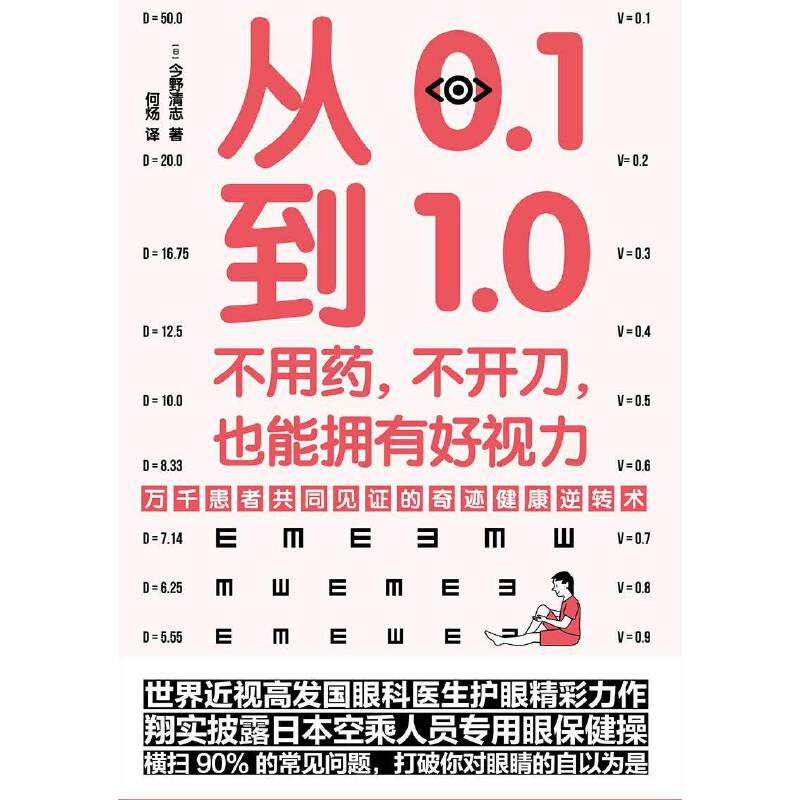 D = 50.0
V = 0.1
[日] 今野清志 著
何炀 译
从 0.1
D = 20.0
V= 0.2
到 1.0
D = 16.75
V = 0.3
D = 12.5
V = 0.4
不用药，不开刀，
D = 10.0
V = 0.5
也能拥有好视力
D = 8.33
V = 0.6
万千患者共同见证的奇迹健康逆转术
D = 7.14
E M E 3 M W
V = 0.7
D = 6.25
M W E M E 3
V = 0.8
D = 5.55
E M E W E
V = 0.9
世界近视高发国眼科医生护眼精彩力作
翔实披露日本空乘人员专用眼保健操
横扫 90% 的常见问题，打破你对眼睛的自以为是